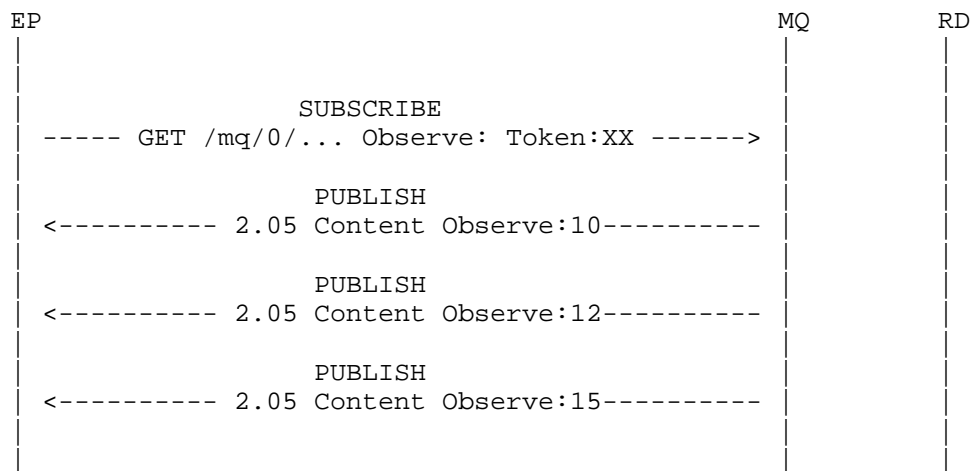 EP MQ RD
SUBSCRIBE
----- GET /mq/0/... Observe: Token:XX ------>
PUBLISH
<---------- 2.05 Content Observe:10----------
PUBLISH
<---------- 2.05 Content Observe:12----------
PUBLISH
<---------- 2.05 Content Observe:15----------